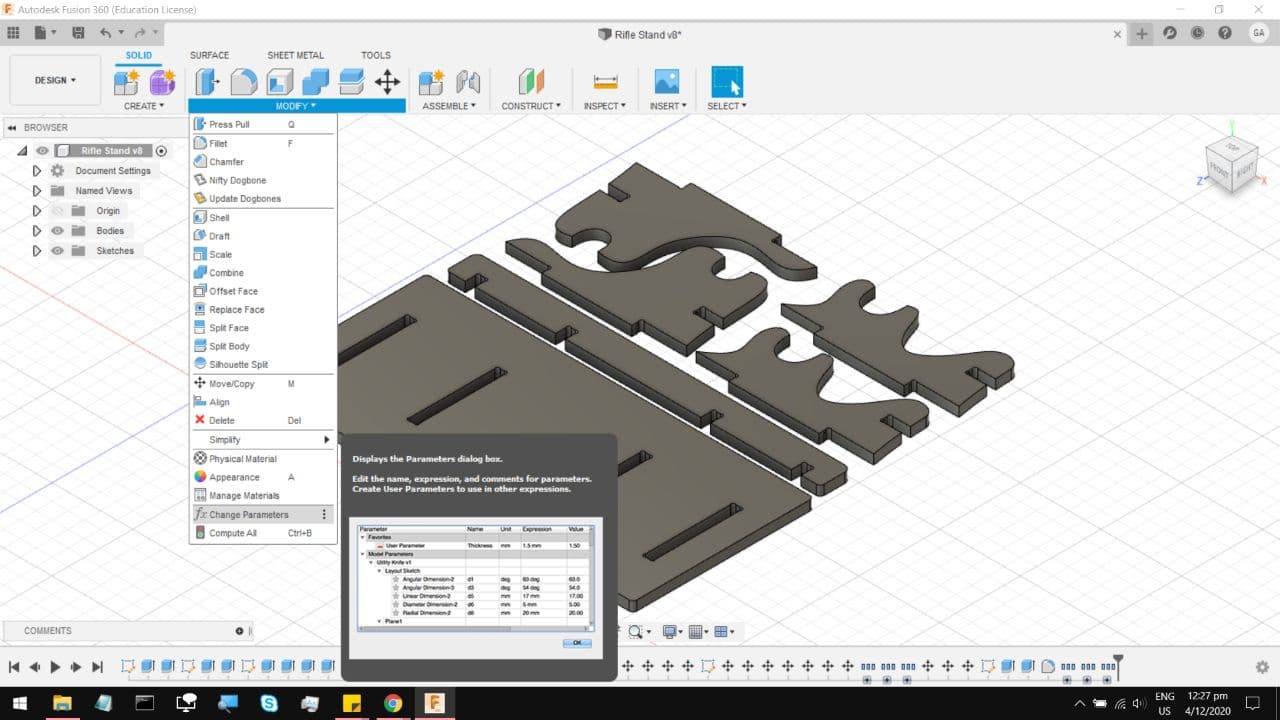 Autodesk Fusion 360 (Education License)
Rifle Stand v8*
GA
SOLID SURFACE SHEET METAL TOOLS
DESIGN
CREATE MODIFY ASSEMBLE CONSTRUCT INSPECT INSERT SELECT
BROWSER
Rifle Stand v8
Document Settings
Named Views
Origin
Bodies
Sketches
Press Pull Q
Fillet F
Chamfer
Nifty Dogbone
Update Dogbones
Shell
Draft
Scale
Combine
Offset Face
Replace Face
Split Face
Split Body
Silhouette Split
Move/Copy M
Align
Delete Del
Simplify
Physical Material
Appearance A
Manage Materials
fx Change Parameters
Compute All Ctrl+B
TOP
FRONT RIGHT
Y
Z X
Displays the Parameters dialog box.
Edit the name, expression, and comments for parameters.
Create User Parameters to use in other expressions.
Parameter Name Unit Expression Value
Favorites
User Parameter Thickness mm 1.5 mm 1.50
Model Parameters
Utility Knife v1
Layout Sketch
Angular Dimension-2 d1 deg 63 deg 63.0
Angular Dimension-3 d3 deg 54 deg 54.0
Linear Dimension-2 d5 mm 17 mm 17.00
Diameter Dimension-2 d6 mm 5 mm 5.00
Radial Dimension-2 d8 mm 20 mm 20.00
Plane1
OK
COMMENTS
ENG
US
12:27 pm
4/12/2020